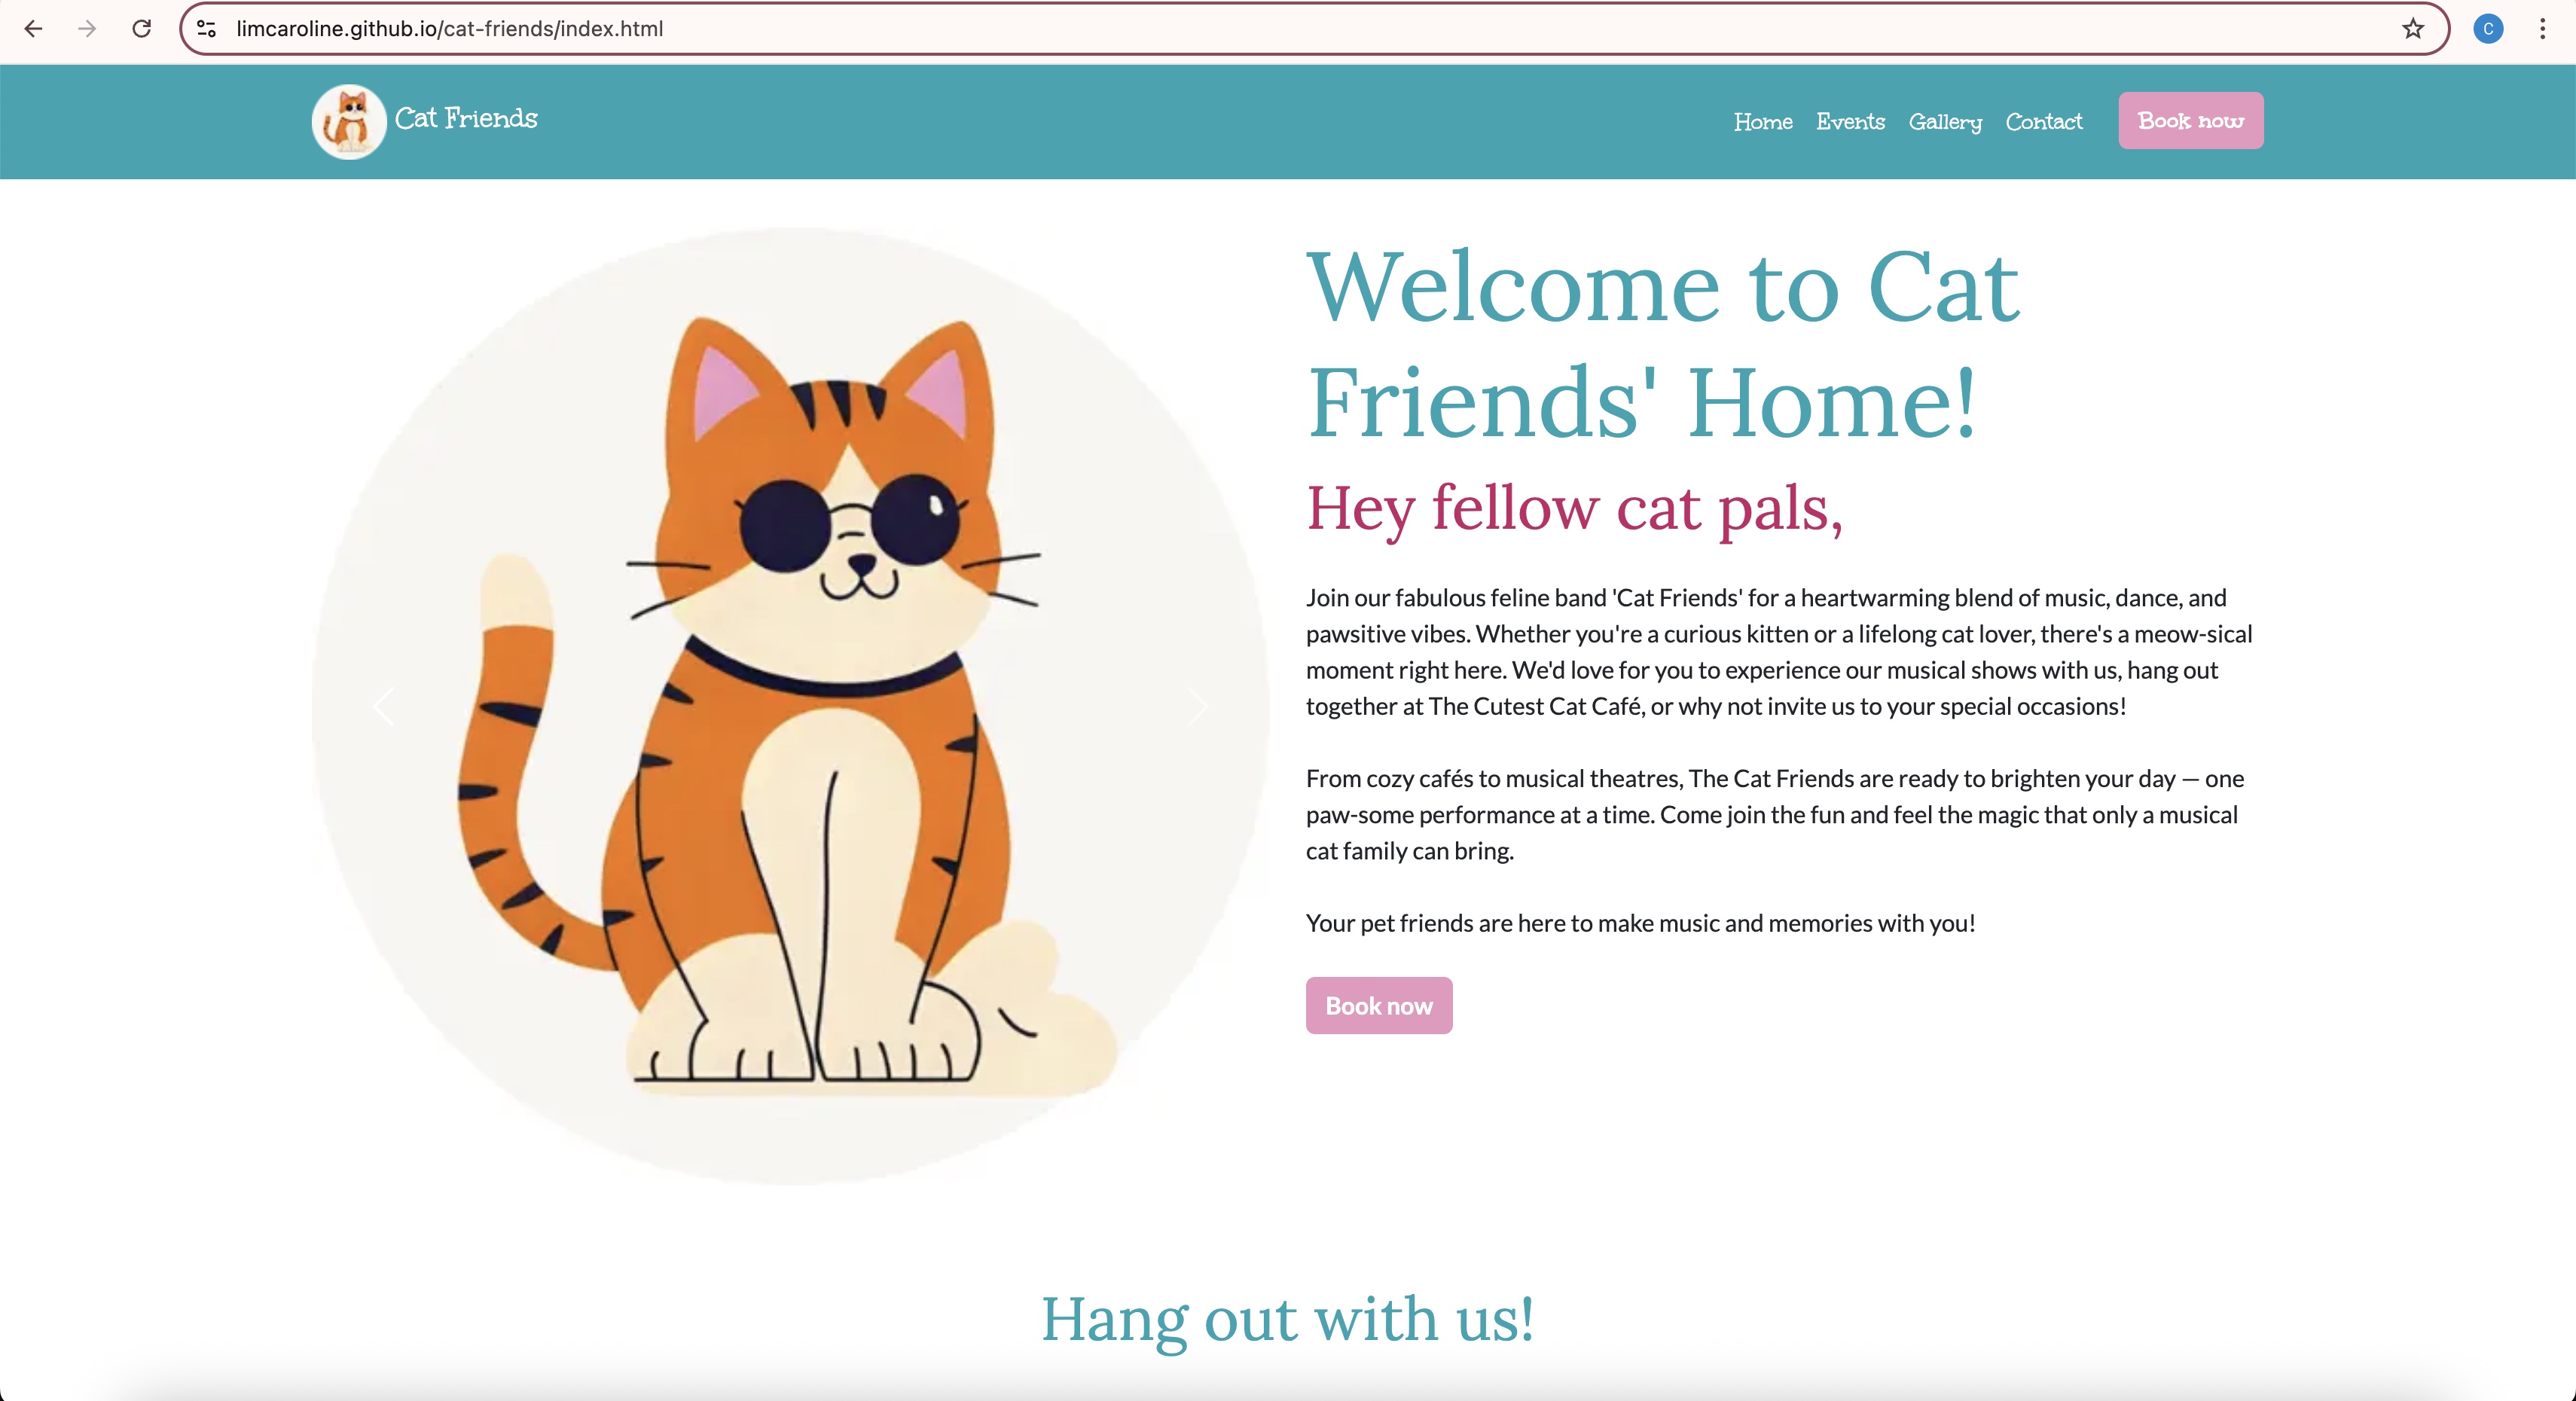 limcaroline.github.io/cat-friends/index.html
C
Cat Friends
Home Events Gallery Contact Book now
Welcome to Cat
Friends' Home!
Hey fellow cat pals,
Join our fabulous feline band 'Cat Friends' for a heartwarming blend of music, dance, and
pawsitive vibes. Whether you're a curious kitten or a lifelong cat lover, there's a meow-sical
moment right here. We'd love for you to experience our musical shows with us, hang out
together at The Cutest Cat Café, or why not invite us to your special occasions!
From cozy cafés to musical theatres, The Cat Friends are ready to brighten your day — one
paw-some performance at a time. Come join the fun and feel the magic that only a musical
cat family can bring.
Your pet friends are here to make music and memories with you!
Book now
Hang out with us!